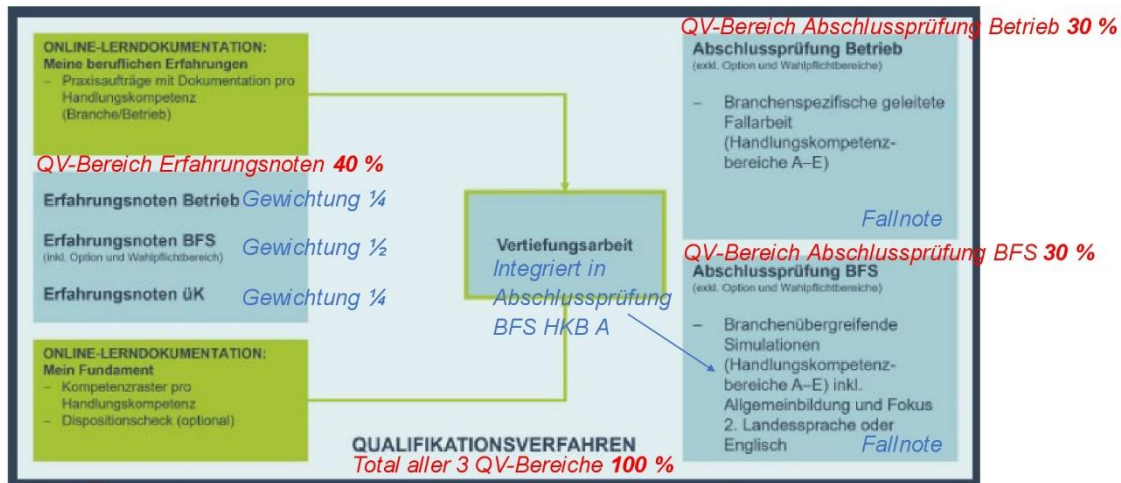 QV-Bereich Abschlussprüfung Betrieb 30 %
ONLINE-LERNDOKUMENTATION:
Meine beruflichen Erfahrungen
– Praxisaufträge mit Dokumentation pro
Handlungskompetenz
(Branche/Betrieb)
QV-Bereich Erfahrungsnoten 40 %
Erfahrungsnoten Betrieb Gewichtung ¼
Erfahrungsnoten BFS Gewichtung ½
(inkl. Option und Wahlpflichtbereich)
Erfahrungsnoten üK Gewichtung ¼
ONLINE-LERNDOKUMENTATION:
Mein Fundament
– Kompetenzraster pro
Handlungskompetenz
– Dispositionscheck (optional)
Vertiefungsarbeit
Integriert in
Abschlussprüfung
BFS HKB A
Abschlussprüfung Betrieb
(exkl. Option und Wahlpflichtbereiche)
– Branchenspezifische geleitete
Fallarbeit
(Handlungskompetenz-
bereiche A–E)
Fallnote
QV-Bereich Abschlussprüfung BFS 30 %
Abschlussprüfung BFS
(exkl. Option und Wahlpflichtbereiche)
– Branchenübergreifende
Simulationen
(Handlungskompetenz-
bereiche A–E) inkl.
Allgemeinbildung und Fokus
2. Landessprache oder
Englisch Fallnote
QUALIFIKATIONSVERFAHREN
Total aller 3 QV-Bereiche 100 %